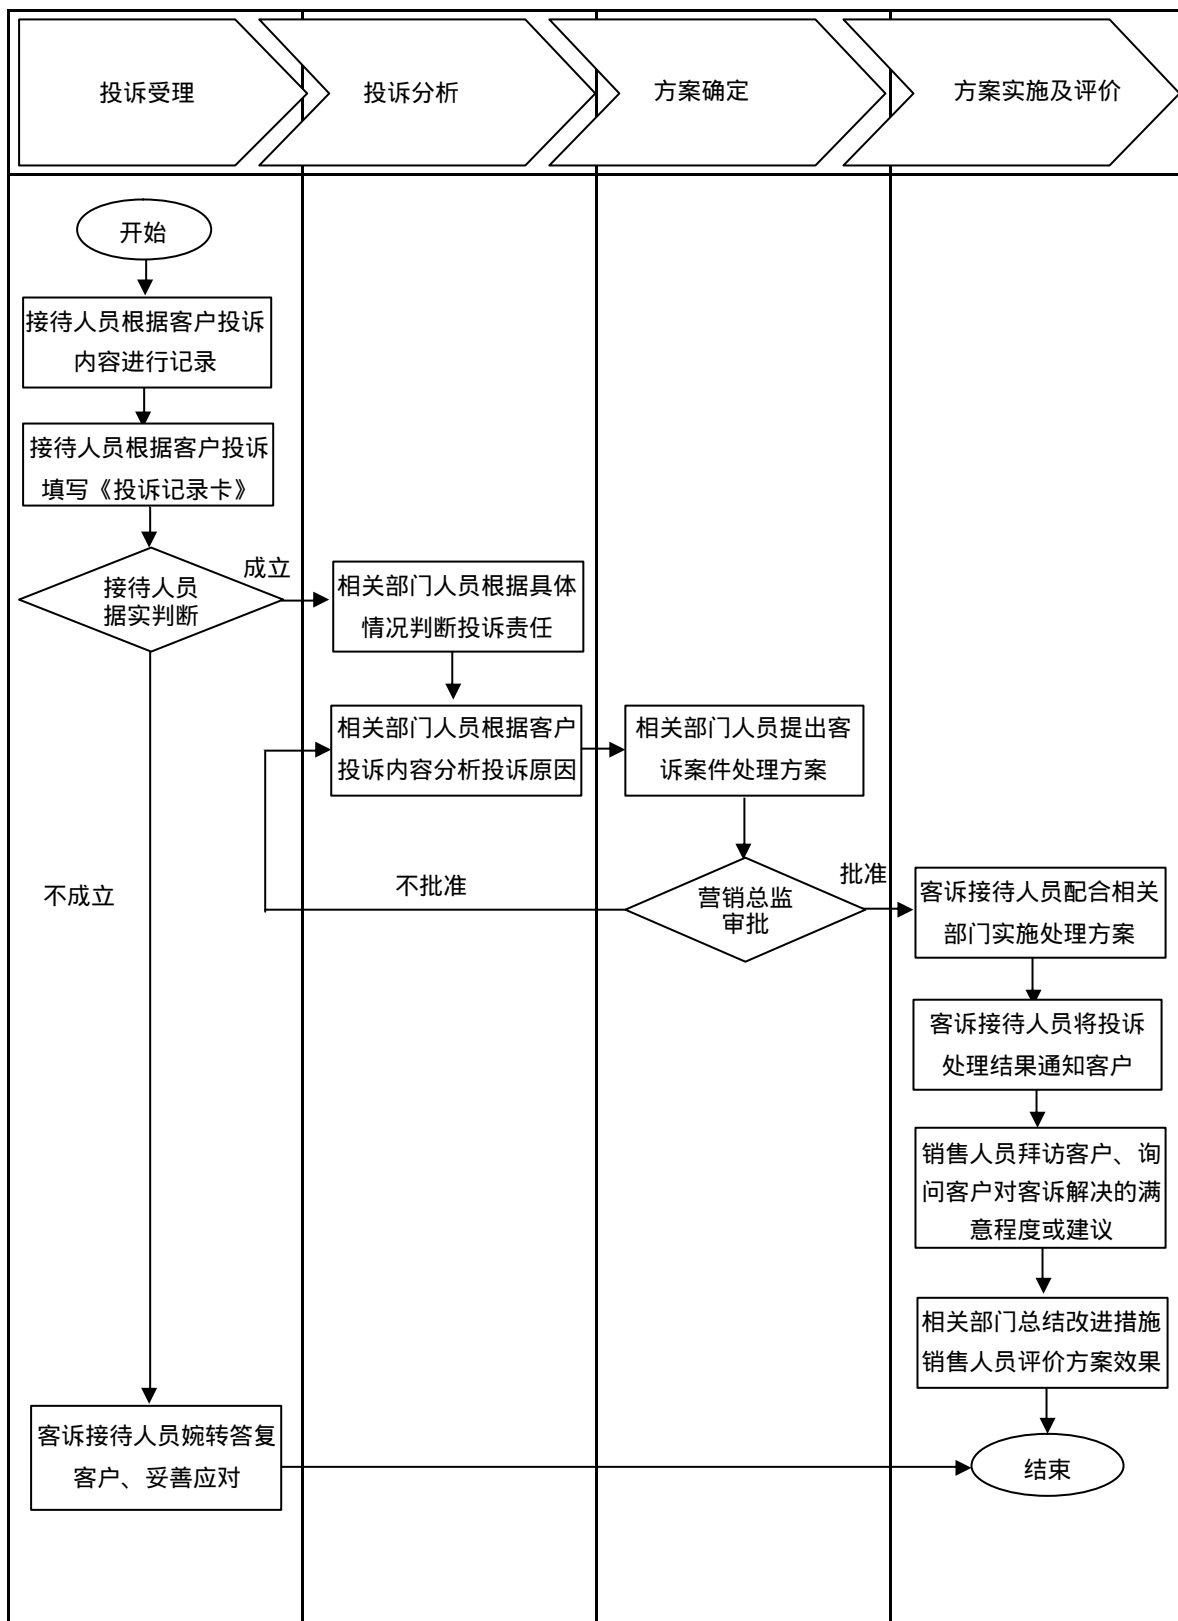 投诉受理
投诉分析
方案确定
方案实施及评价
开始
接待人员根据客户投诉
内容进行记录
接待人员根据客户投诉
填写《投诉记录卡》
接待人员
据实判断
成立
不成立
相关部门人员根据具体
情况判断投诉责任
相关部门人员根据客户
投诉内容分析投诉原因
相关部门人员提出客
诉案件处理方案
营销总监
审批
不批准
批准
客诉接待人员配合相关
部门实施处理方案
客诉接待人员将投诉
处理结果通知客户
销售人员拜访客户、询
问客户对客诉解决的满
意程度或建议
相关部门总结改进措施
销售人员评价方案效果
客诉接待人员婉转答复
客户、妥善应对
结束